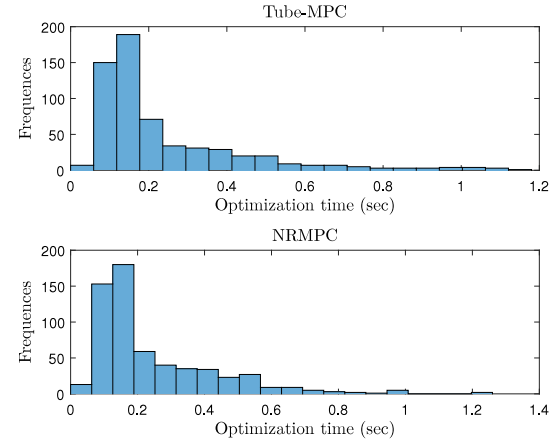 Tube-MPC
200
150
100
50
0
Frequences
0 0.2 0.4 0.6 0.8 1 1.2
Optimization time (sec)
NRMPC
200
150
100
50
0
Frequences
0 0.2 0.4 0.6 0.8 1 1.2 1.4
Optimization time (sec)